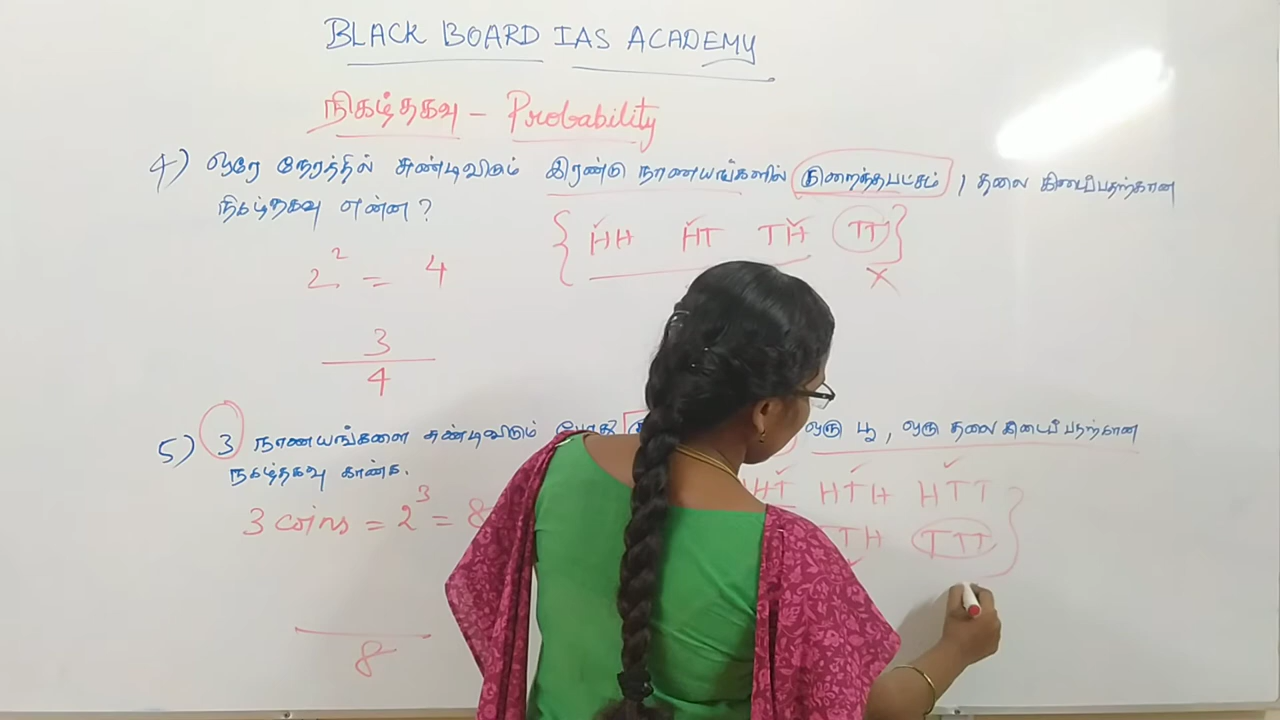 BLACK BOARD IAS ACADEMY
நிகழ்தகவு - Probability
4) ஒரே நேரத்தில் சுண்டிவிடும் இரண்டு நாணயங்களில் குறைந்தபட்சம் , தலை கிடைப்பதற்கான
நிகழ்தகவு என்ன ?
{ HH HT TH TT }
X
2² = 4
3
4
5) 3 நாணயங்களை சுண்டிவிடும் போது ஒரு பூ , ஒரு தலை கிடைப்பதற்கான
நிகழ்தகவு காண்க .
HHT HTH HTT
3 coins = 2³ = 8
TH TTT }
8